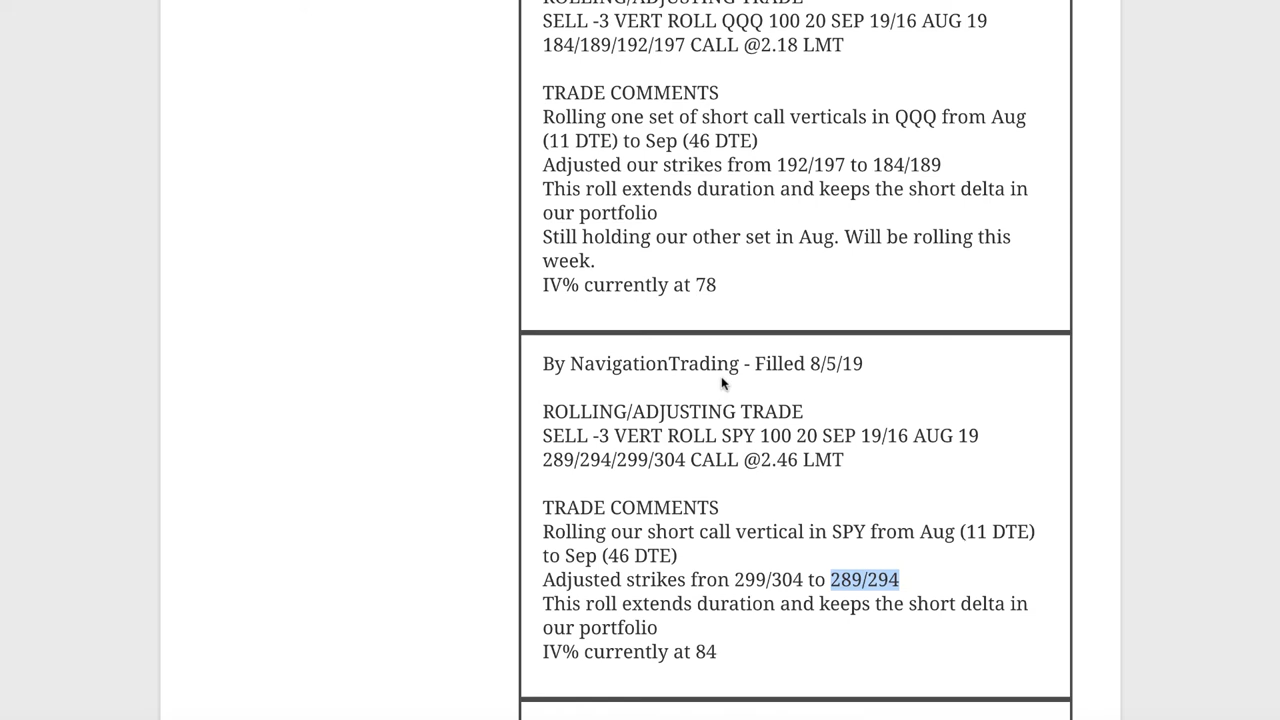 ROLLING/ADJUSTING TRADE
SELL -3 VERT ROLL QQQ 100 20 SEP 19/16 AUG 19
184/189/192/197 CALL @2.18 LMT
TRADE COMMENTS
Rolling one set of short call verticals in QQQ from Aug
(11 DTE) to Sep (46 DTE)
Adjusted our strikes from 192/197 to 184/189
This roll extends duration and keeps the short delta in
our portfolio
Still holding our other set in Aug. Will be rolling this
week.
IV% currently at 78
By NavigationTrading - Filled 8/5/19
ROLLING/ADJUSTING TRADE
SELL -3 VERT ROLL SPY 100 20 SEP 19/16 AUG 19
289/294/299/304 CALL @2.46 LMT
TRADE COMMENTS
Rolling our short call vertical in SPY from Aug (11 DTE)
to Sep (46 DTE)
Adjusted strikes fron 299/304 to 289/294
This roll extends duration and keeps the short delta in
our portfolio
IV% currently at 84